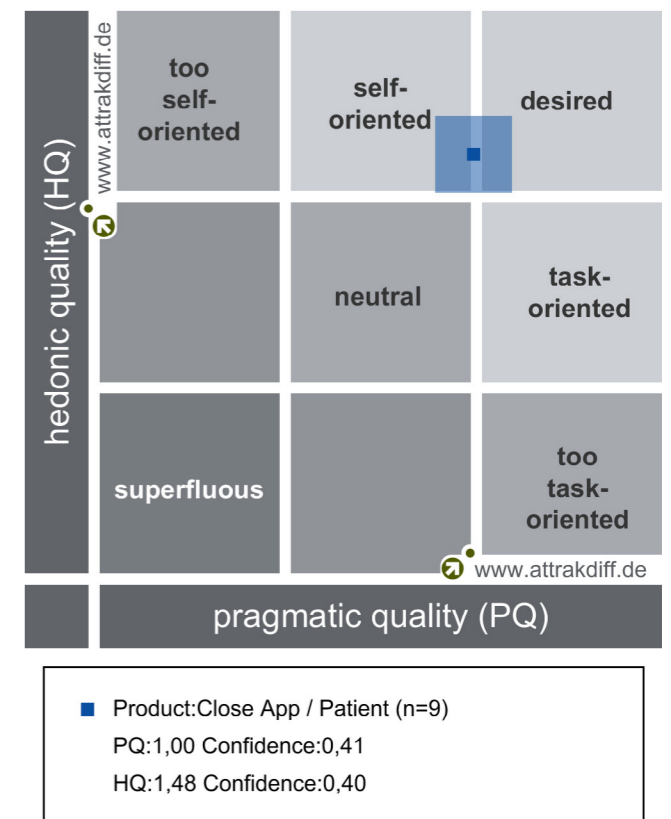 hedonic quality (HQ)
www.attrakdiff.de
too
self-
oriented
self-
oriented
desired
neutral
task-
oriented
superfluous
too
task-
oriented
www.attrakdiff.de
pragmatic quality (PQ)
Product:Close App / Patient (n=9)
PQ:1,00 Confidence:0,41
HQ:1,48 Confidence:0,40